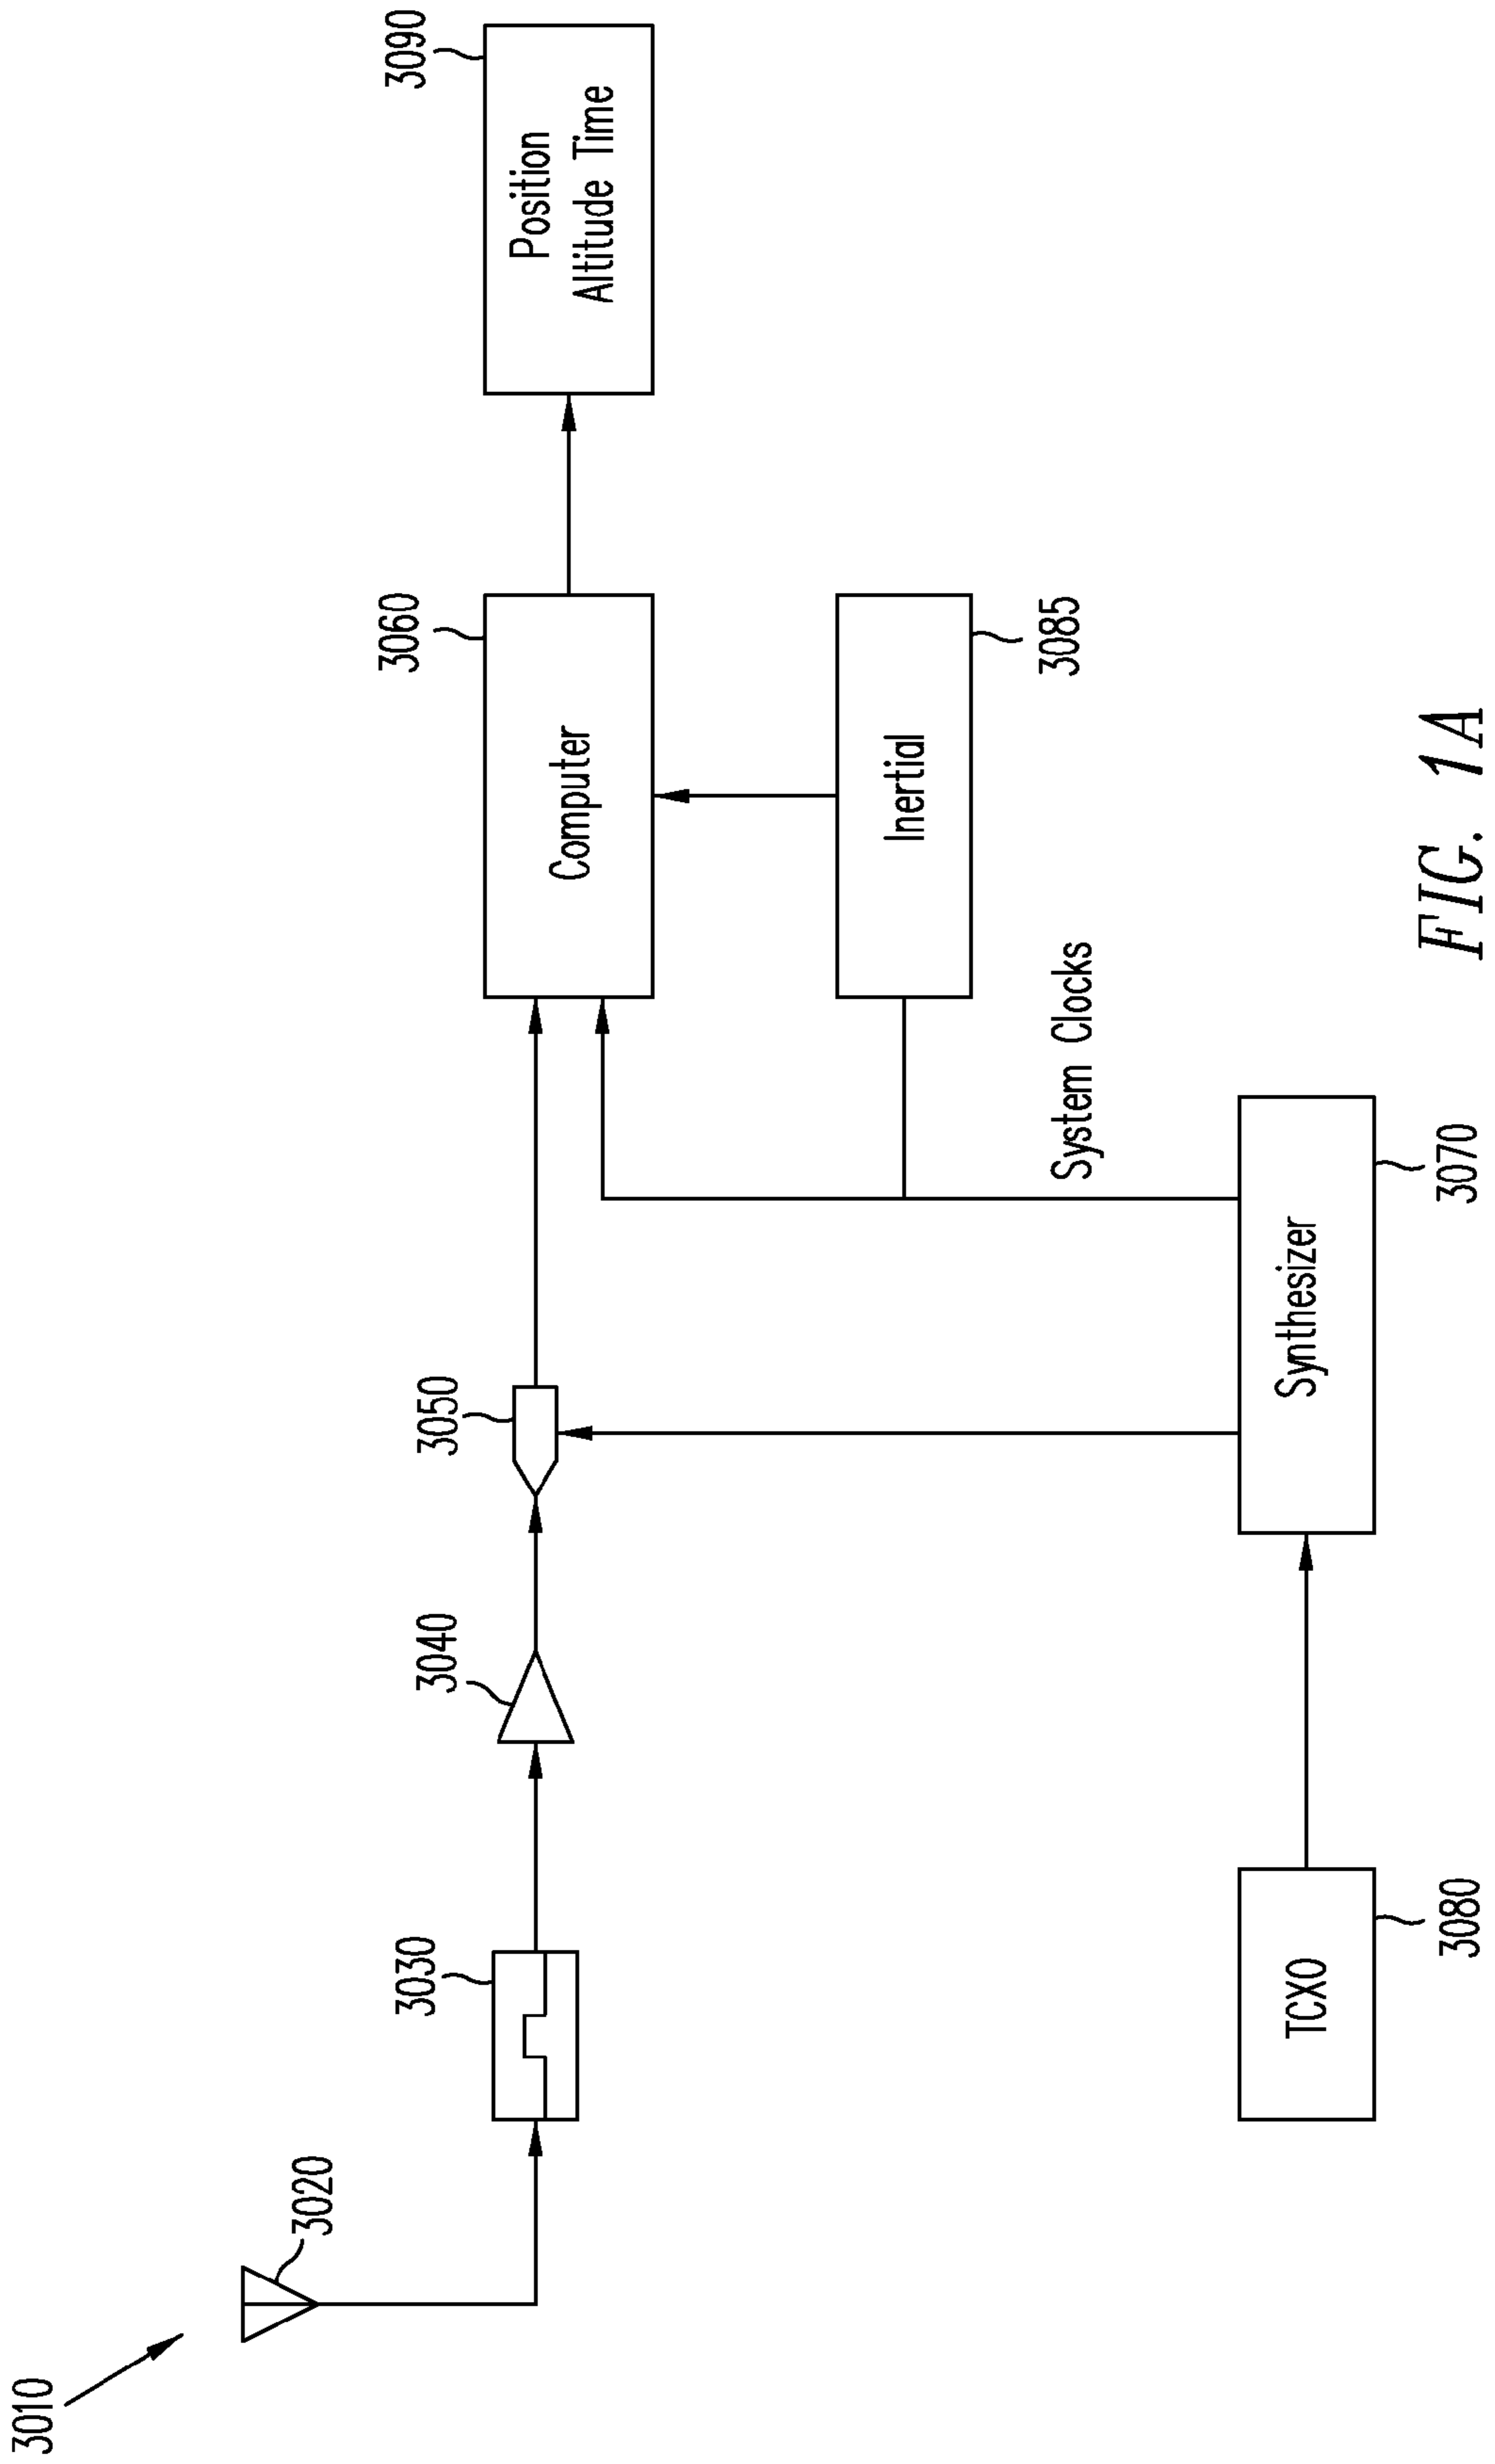 3010
3020
3030
3040
3050
3060
Computer
3090
Position
Altitude Time
Inertial
3085
System Clocks
TCXO
3080
Synthesizer
3070
FIG. 1A